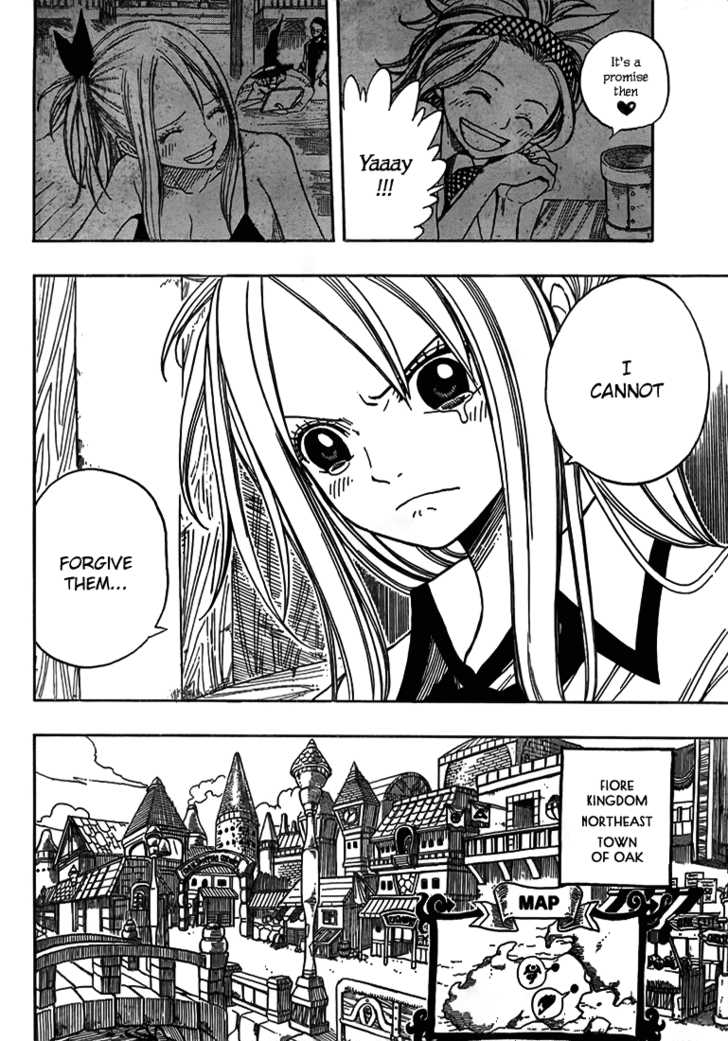 It's a
promise
then
Yaaay
!!!
I
CANNOT
FORGIVE
THEM...
FIORE
KINGDOM
NORTHEAST
TOWN
OF OAK
MAP